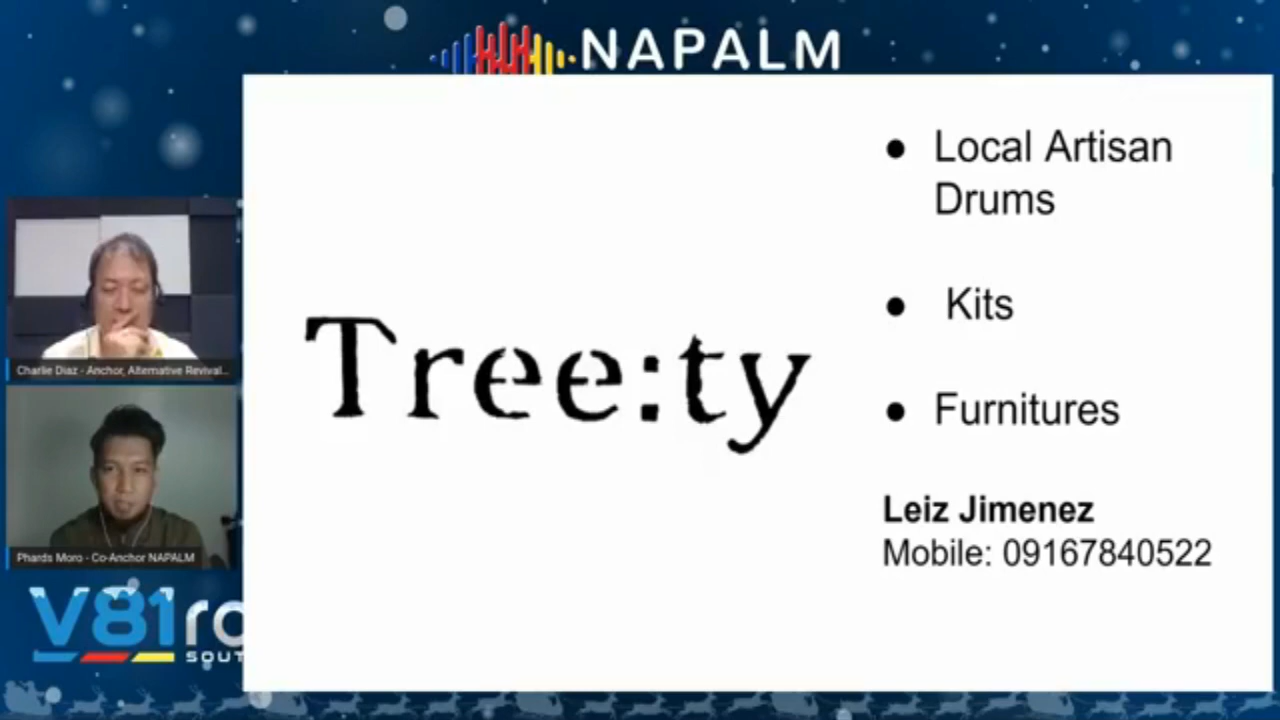 NAPALM
● Local Artisan
Drums
● Kits
● Furnitures
Tree:ty
Leiz Jimenez
Mobile: 09167840522
Charlie Diaz - Anchor, Alternative Revival...
Phards Moro - Co-Anchor NAPALM
V81ra
SOUT